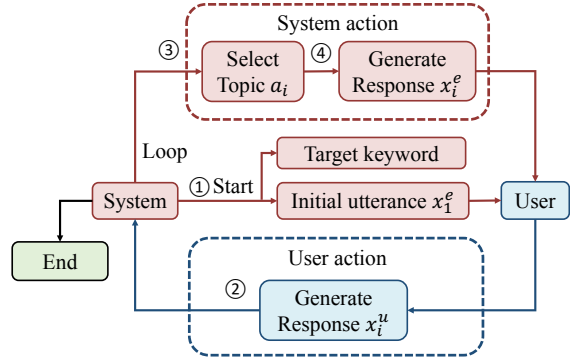 System action
③
Select
Topic $a_i$
④
Generate
Response $x_i^e$
Loop
① Start
Target keyword
System
Initial utterance $x_1^e$
User
End
User action
②
Generate
Response $x_i^u$